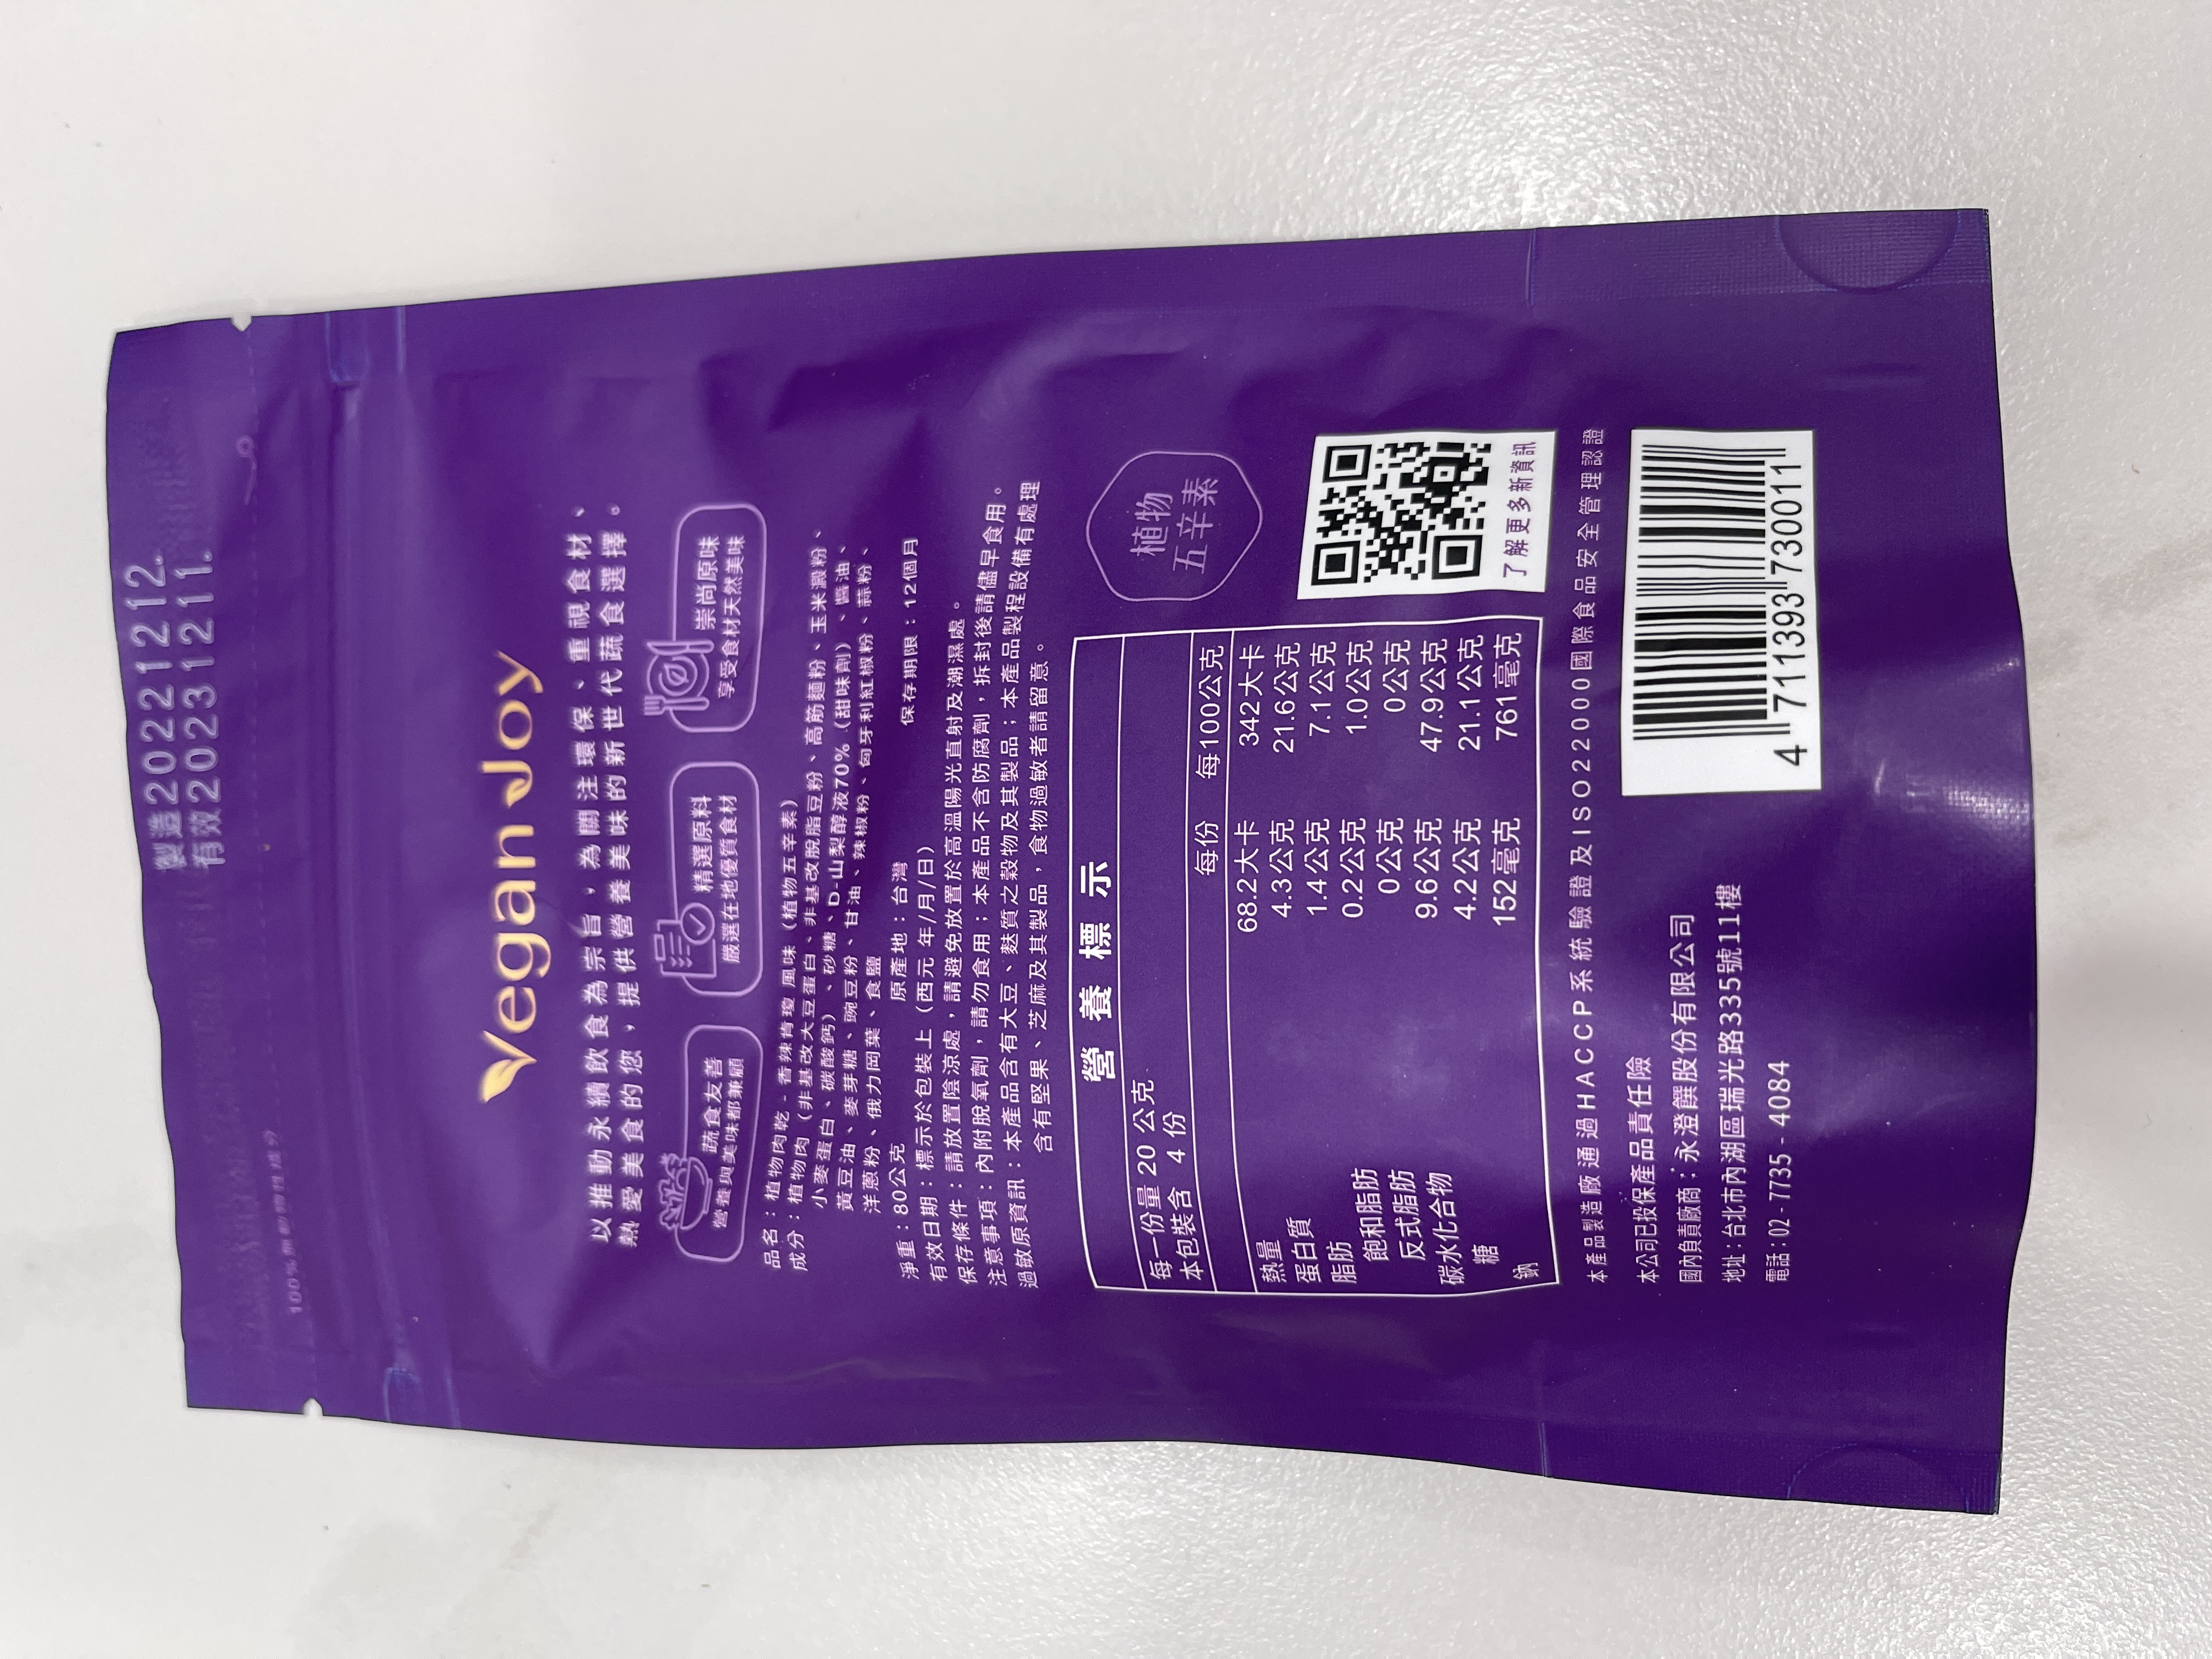 製造20221212.
有效20231211.
Vegan Joy
以推動永續飲食為宗旨，為關注環保、重視食材、
熱愛美食的您，提供營養美味的新世代蔬食選擇。
蔬食友善
營養與美味都兼顧
精選原料
嚴選在地優質食材
崇尚原味
享受食材天然美味
品名：植物肉乾-香辣肯瓊風味（植物五辛素）
成分：植物肉（非基改大豆蛋白、非基改脫脂豆粉、高筋麵粉、玉米澱粉、
小麥蛋白、碳酸鈣）、砂糖、D-山梨醇液70%（甜味劑）、醬油、
黃豆油、麥芽糖、豌豆粉、甘油、辣椒粉、匈牙利紅椒粉、蒜粉、
洋蔥粉、俄力岡葉、食鹽
淨重：80公克 原產地：台灣 保存期限：12個月
有效日期：標示於包裝上（西元 年/月/日）
保存條件：請放置陰涼處，請避免放置於高溫陽光直射及潮濕處。
注意事項：內附脫氧劑，請勿食用；本產品不含防腐劑，拆封後請儘早食用。
過敏原資訊：本產品含有大豆、麩質之穀物及其製品；本產品製程設備有處理
含有堅果、芝麻及其製品，食物過敏者請留意。
營養標示
每一份量 20 公克
本包裝含 4 份
每份 每100公克
熱量 68.2大卡 342大卡
蛋白質 4.3公克 21.6公克
脂肪 1.4公克 7.1公克
飽和脂肪 0.2公克 1.0公克
反式脂肪 0公克 0公克
碳水化合物 9.6公克 47.9公克
糖 4.2公克 21.1公克
鈉 152毫克 761毫克
植物
五辛素
了解更多新資訊
本產品製造廠通過HACCP系統驗證及ISO22000國際食品安全管理認證
本公司已投保產品責任險
國內負責廠商：永澄饌股份有限公司
地址：台北市內湖區瑞光路335號11樓
電話：02-7735-4084
4 711393 730011